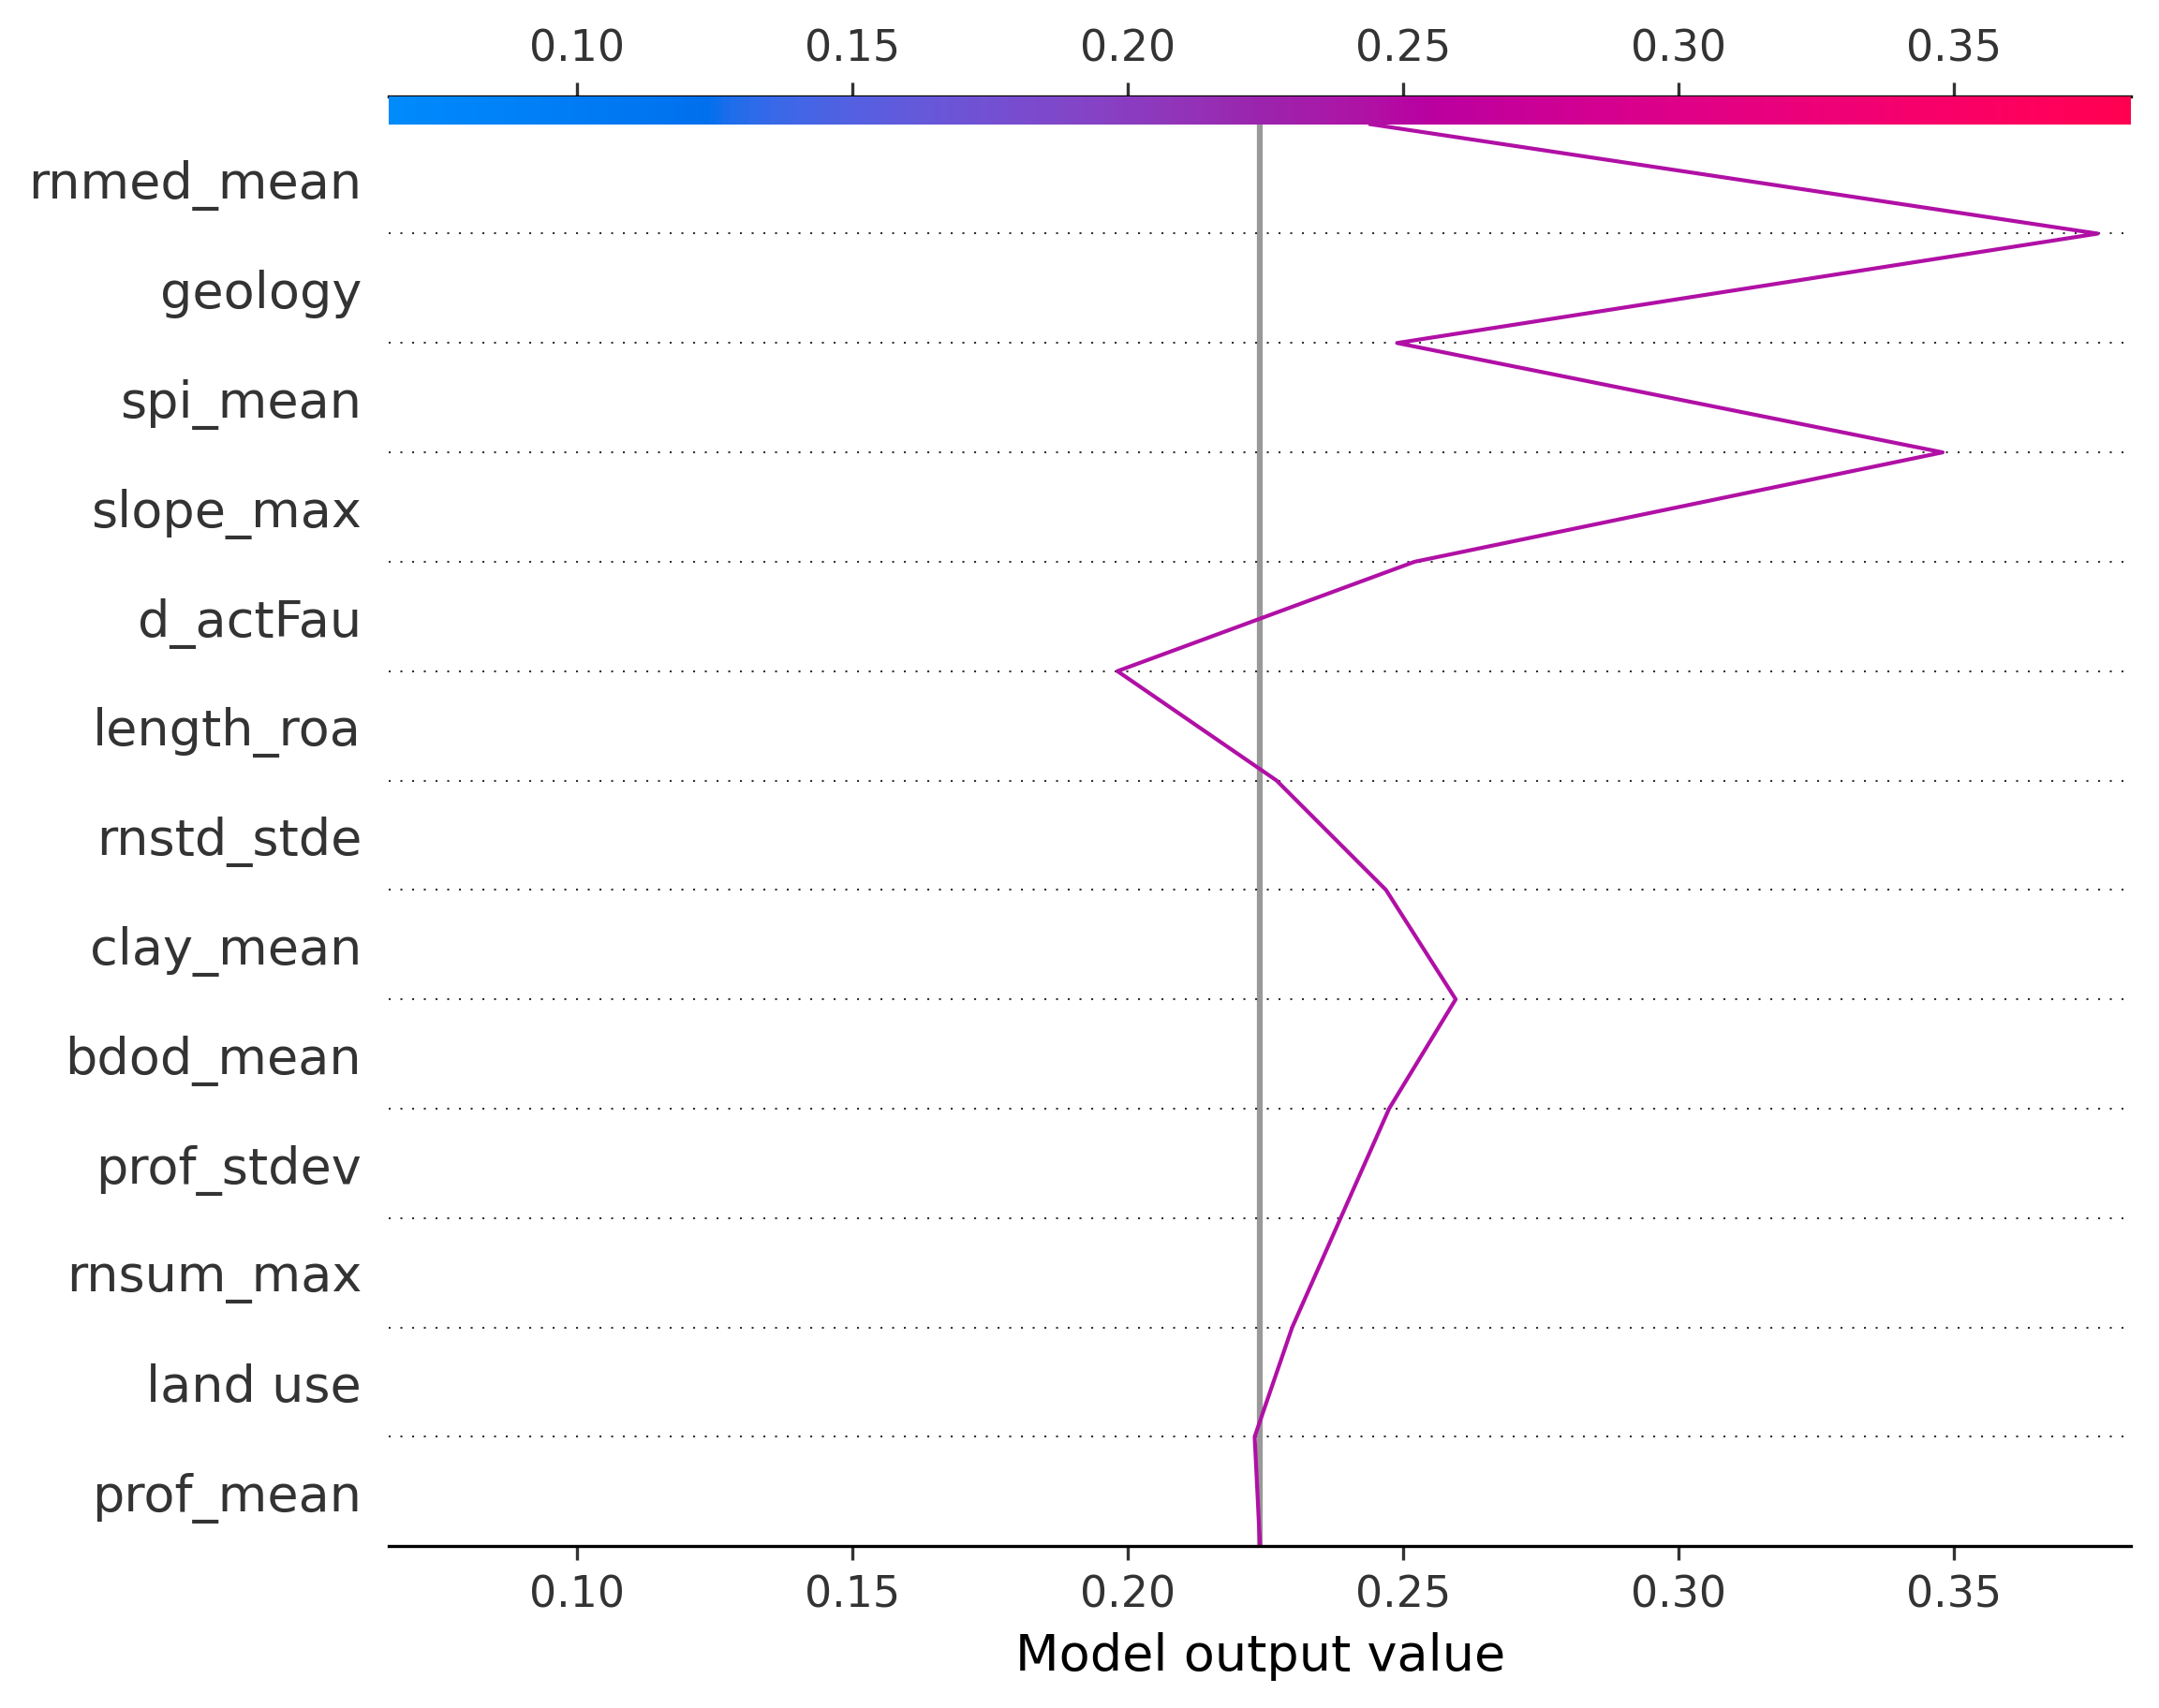 0.10 0.15 0.20 0.25 0.30 0.35
rnmed_mean
geology
spi_mean
slope_max
d_actFau
length_roa
rnstd_stde
clay_mean
bdod_mean
prof_stdev
rnsum_max
land use
prof_mean
0.10 0.15 0.20 0.25 0.30 0.35
Model output value